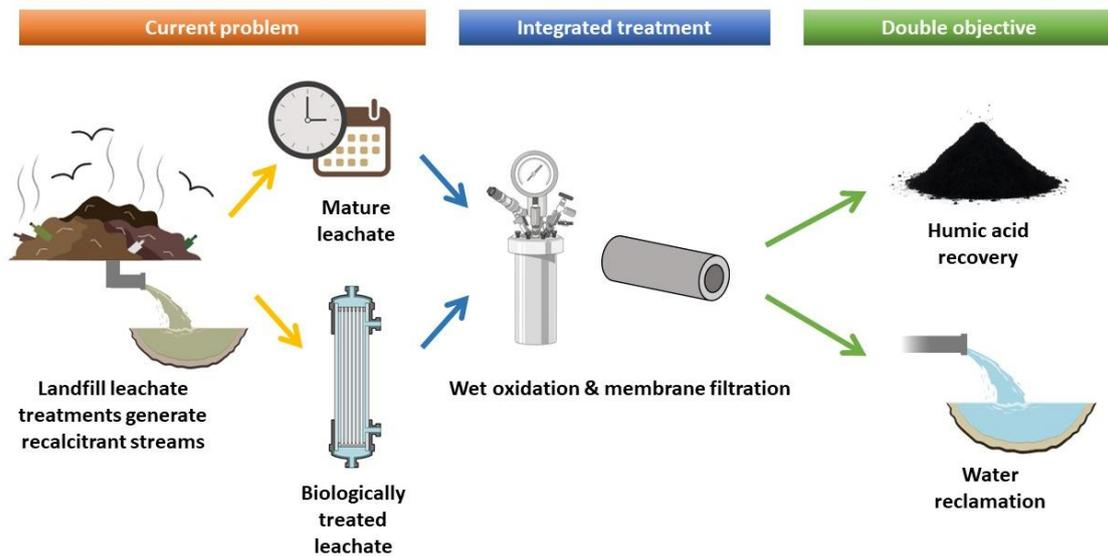 Current problem
Integrated treatment
Double objective
Mature
leachate
Landfill leachate
treatments generate
recalcitrant streams
Biologically
treated
leachate
Wet oxidation & membrane filtration
Humic acid
recovery
Water
reclamation